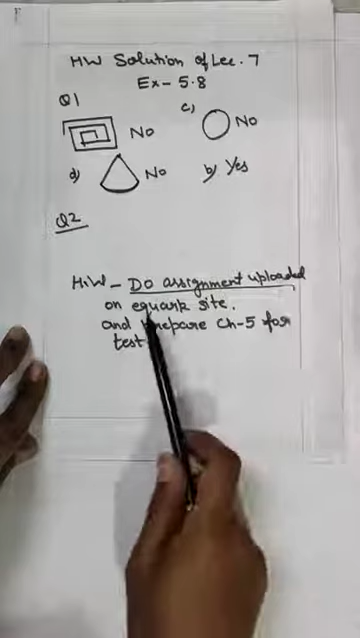 HW Solution of Lec. 7
Ex - 5.8
Q1
c) No
No
d) No
b) Yes
Q2
H.W - Do assignment uploaded
on equark site.
and prepare Ch-5 for
test